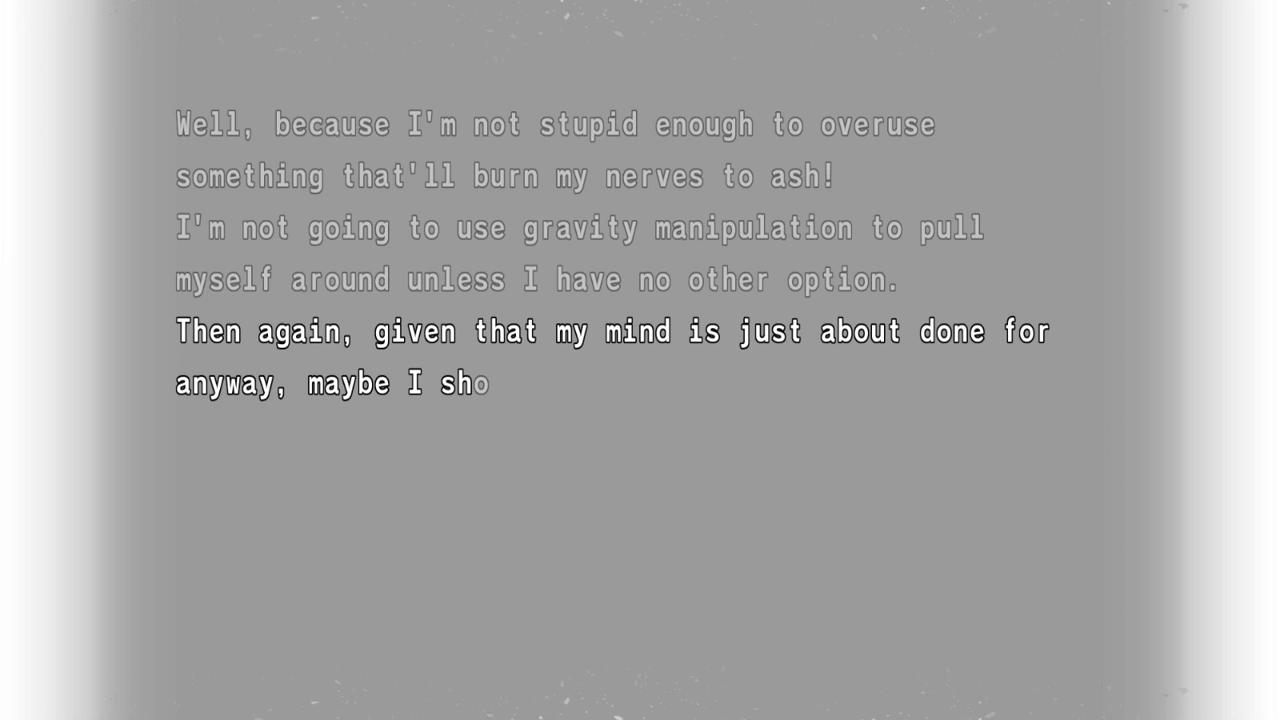 Well, because I'm not stupid enough to overuse
something that'll burn my nerves to ash!
I'm not going to use gravity manipulation to pull
myself around unless I have no other option.
Then again, given that my mind is just about done for
anyway, maybe I sho